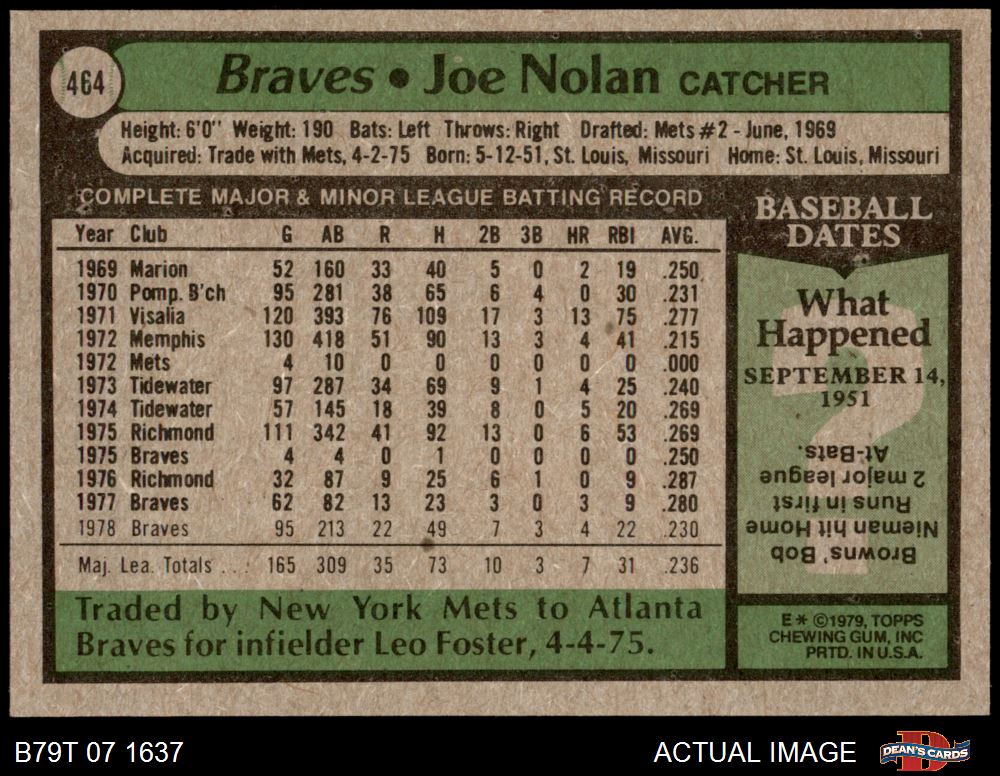 464
Braves • Joe Nolan CATCHER
Height: 6'0" Weight: 190 Bats: Left Throws: Right Drafted: Mets #2 - June, 1969
Acquired: Trade with Mets, 4-2-75 Born: 5-12-51, St. Louis, Missouri Home: St. Louis, Missouri
COMPLETE MAJOR & MINOR LEAGUE BATTING RECORD
Year Club G AB R H 2B 3B HR RBI AVG.
1969 Marion 52 160 33 40 5 0 2 19 .250
1970 Pomp. B'ch 95 281 38 65 6 4 0 30 .231
1971 Visalia 120 393 76 109 17 3 13 75 .277
1972 Memphis 130 418 51 90 13 3 4 41 .215
1972 Mets 4 10 0 0 0 0 0 0 .000
1973 Tidewater 97 287 34 69 9 1 4 25 .240
1974 Tidewater 57 145 18 39 8 0 5 20 .269
1975 Richmond 111 342 41 92 13 0 6 53 .269
1975 Braves 4 4 0 1 0 0 0 0 .250
1976 Richmond 32 87 9 25 6 1 0 9 .287
1977 Braves 62 82 13 23 3 0 3 9 .280
1978 Braves 95 213 22 49 7 3 4 22 .230
Maj. Lea. Totals . . : 165 309 35 73 10 3 7 31 .236
Traded by New York Mets to Atlanta
Braves for infielder Leo Foster, 4-4-75.
BASEBALL
DATES
What
Happened
SEPTEMBER 14,
1951
?
Browns' Bob
Nieman hit Home
Runs in first
2 major league
At-Bats.
E* ©1979, TOPPS
CHEWING GUM, INC
PRTD. IN U.S.A.
B79T 07 1637
ACTUAL IMAGE
D
DEAN'S CARDS